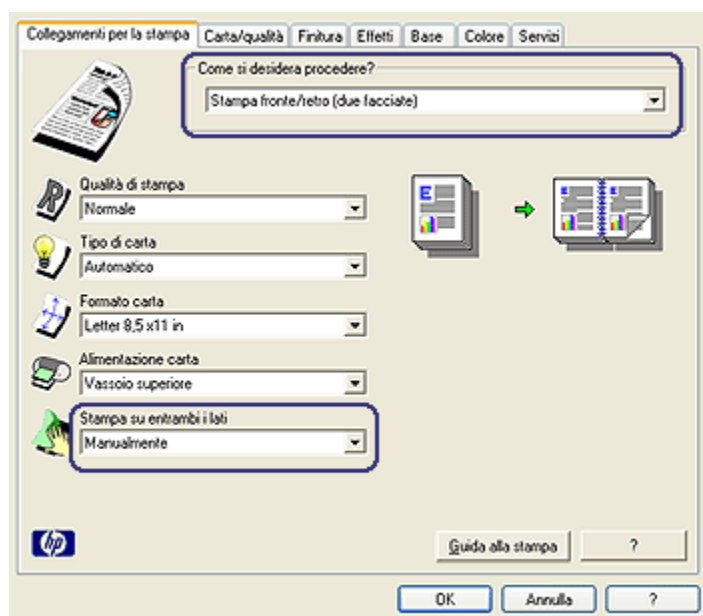 Collegamenti per la stampa Carta/qualità Finitura Effetti Base Colore Servizi
Come si desidera procedere?
Stampa fronte/retro (due facciate)
Qualità di stampa
Normale
Tipo di carta
Automatico
Formato carta
Letter 8,5 x11 in
Alimentazione carta
Vassoio superiore
Stampa su entrambi i lati
Manualmente
hp
Guida alla stampa ?
OK Annulla ?